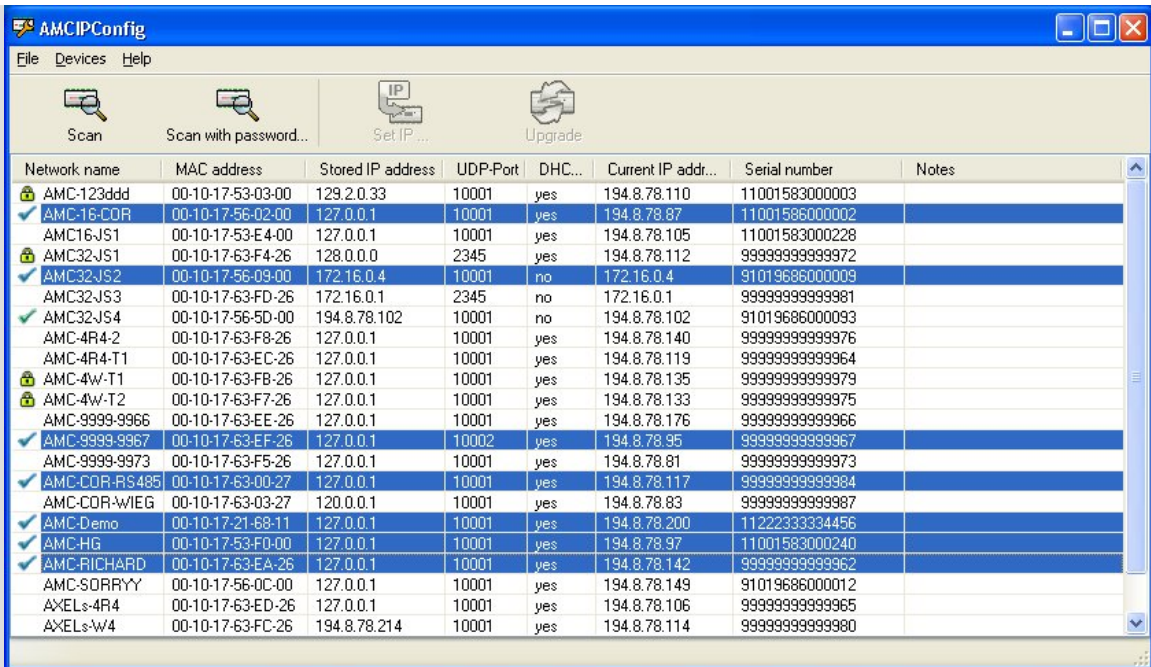 AMCIPConfig
File Devices Help
Scan Scan with password... Set IP ... Upgrade
IP
Network name MAC address Stored IP address UDP-Port DHC... Current IP addr... Serial number Notes
AMC-123ddd 00-10-17-53-03-00 129.2.0.33 10001 yes 194.8.78.110 11001583000003
AMC-16-COR 00-10-17-56-02-00 127.0.0.1 10001 yes 194.8.78.87 11001586000002
AMC16-JS1 00-10-17-53-E4-00 127.0.0.1 10001 yes 194.8.78.105 11001583000228
AMC32-JS1 00-10-17-63-F4-26 128.0.0.0 2345 yes 194.8.78.112 99999999999972
AMC32-JS2 00-10-17-56-09-00 172.16.0.4 10001 no 172.16.0.4 91019686000009
AMC32-JS3 00-10-17-63-FD-26 172.16.0.1 2345 no 172.16.0.1 99999999999981
AMC32-JS4 00-10-17-56-5D-00 194.8.78.102 10001 no 194.8.78.102 91019686000093
AMC-4R4-2 00-10-17-63-F8-26 127.0.0.1 10001 yes 194.8.78.140 99999999999976
AMC-4R4-T1 00-10-17-63-EC-26 127.0.0.1 10001 yes 194.8.78.119 99999999999964
AMC-4W-T1 00-10-17-63-FB-26 127.0.0.1 10001 yes 194.8.78.135 99999999999979
AMC-4W-T2 00-10-17-63-F7-26 127.0.0.1 10001 yes 194.8.78.133 99999999999975
AMC-9999-9966 00-10-17-63-EE-26 127.0.0.1 10001 yes 194.8.78.176 99999999999966
AMC-9999-9967 00-10-17-63-EF-26 127.0.0.1 10002 yes 194.8.78.95 99999999999967
AMC-9999-9973 00-10-17-63-F5-26 127.0.0.1 10001 yes 194.8.78.81 99999999999973
AMC-COR-RS485 00-10-17-63-00-27 127.0.0.1 10001 yes 194.8.78.117 99999999999984
AMC-COR-WIEG 00-10-17-63-03-27 120.0.0.1 10001 yes 194.8.78.83 99999999999987
AMC-Demo 00-10-17-21-68-11 127.0.0.1 10001 yes 194.8.78.200 11222333334456
AMC-HG 00-10-17-53-F0-00 127.0.0.1 10001 yes 194.8.78.97 11001583000240
AMC-RICHARD 00-10-17-63-EA-26 127.0.0.1 10001 yes 194.8.78.142 99999999999962
AMC-SORRYY 00-10-17-56-0C-00 127.0.0.1 10001 yes 194.8.78.149 91019686000012
AXELs-4R4 00-10-17-63-ED-26 127.0.0.1 10001 yes 194.8.78.106 99999999999965
AXELs-W4 00-10-17-63-FC-26 194.8.78.214 10001 yes 194.8.78.114 99999999999980